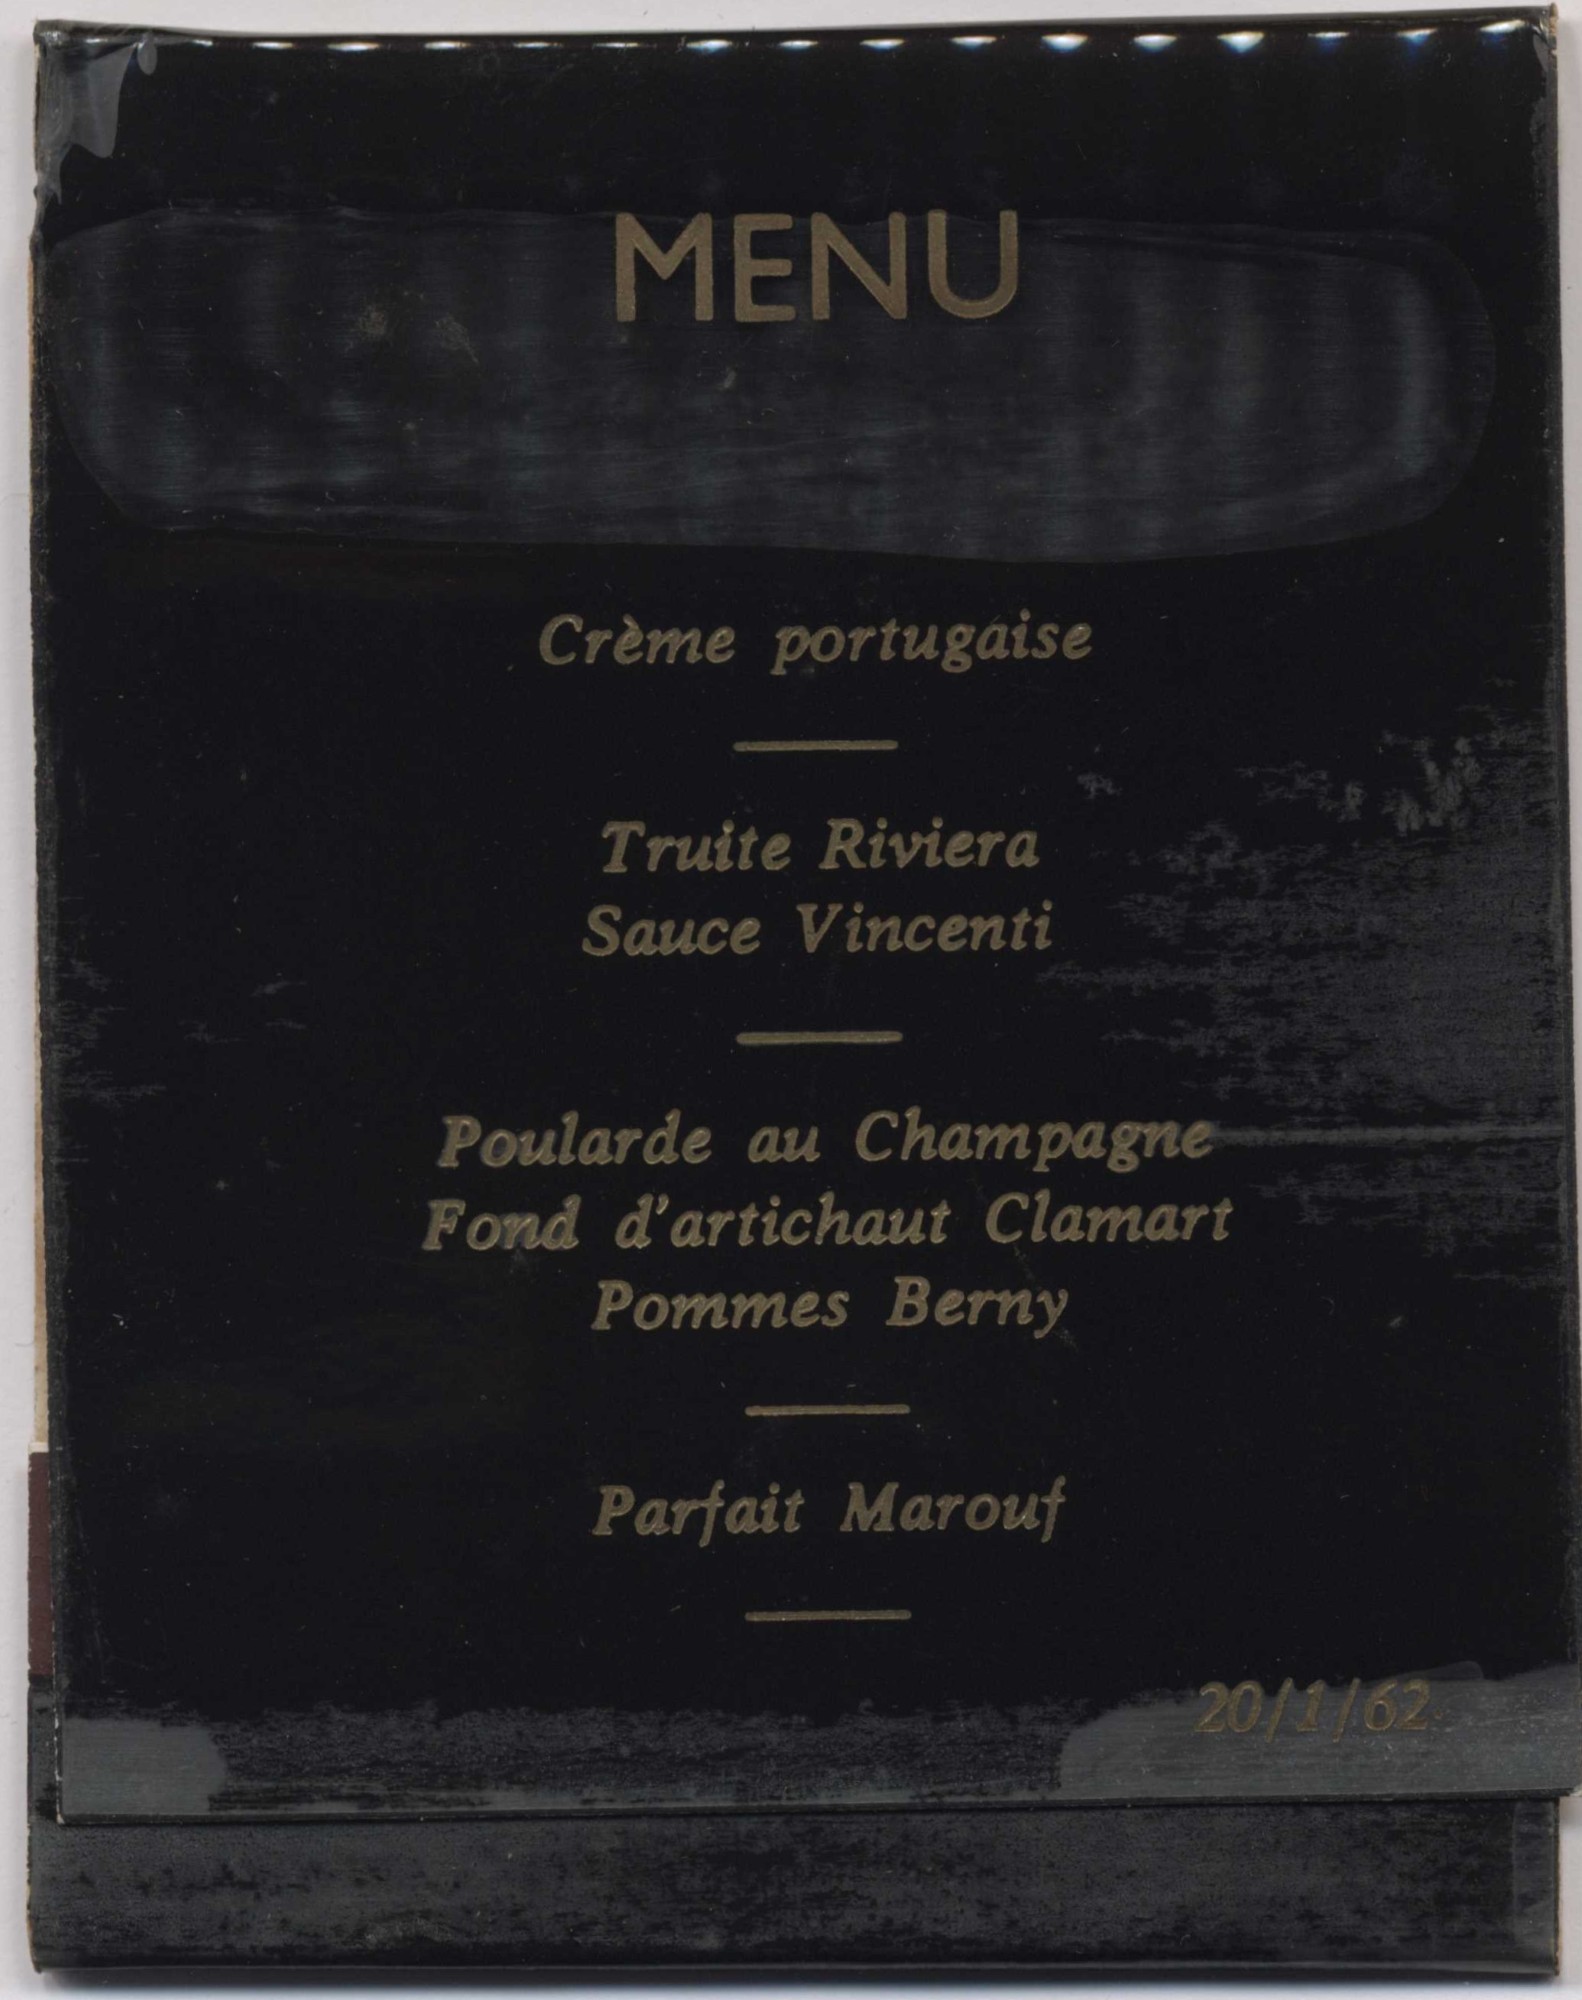 MENU
Crème portugaise
Truite Riviera
Sauce Vincenti
Poularde au Champagne
Fond d'artichaut Clamart
Pommes Berny
Parfait Marouf
20/1/62